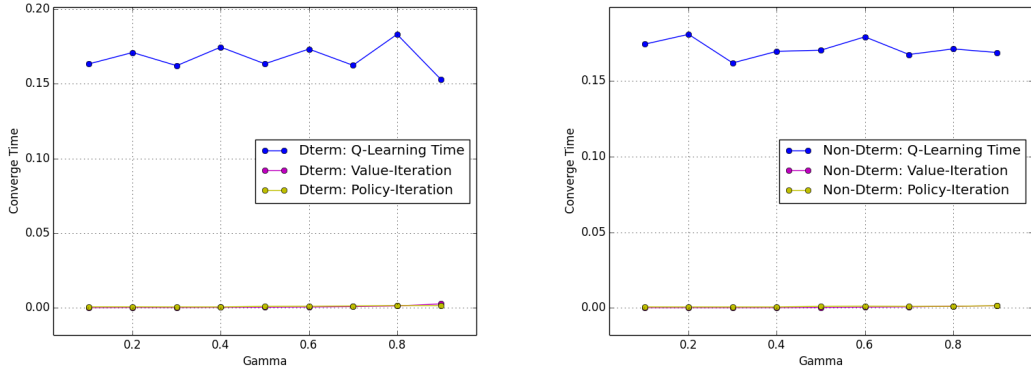 0.20
0.15
0.10
0.05
0.00
Converge Time
0.2
0.4
0.6
0.8
Gamma
Dterm: Q-Learning Time
Dterm: Value-Iteration
Dterm: Policy-Iteration
0.15
0.10
0.05
0.00
Converge Time
0.2
0.4
0.6
0.8
Gamma
Non-Dterm: Q-Learning Time
Non-Dterm: Value-Iteration
Non-Dterm: Policy-Iteration